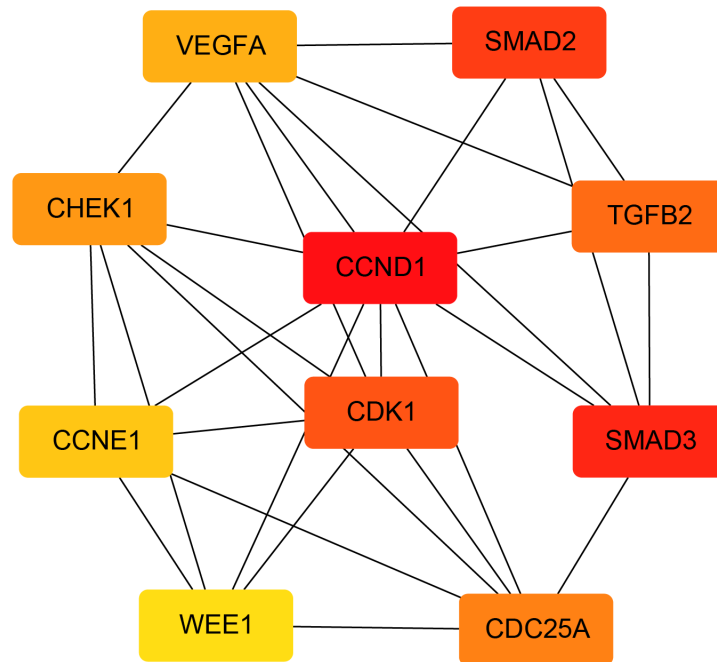 VEGFA
SMAD2
CHEK1
TGFB2
CCND1
CDK1
CCNE1
SMAD3
WEE1
CDC25A